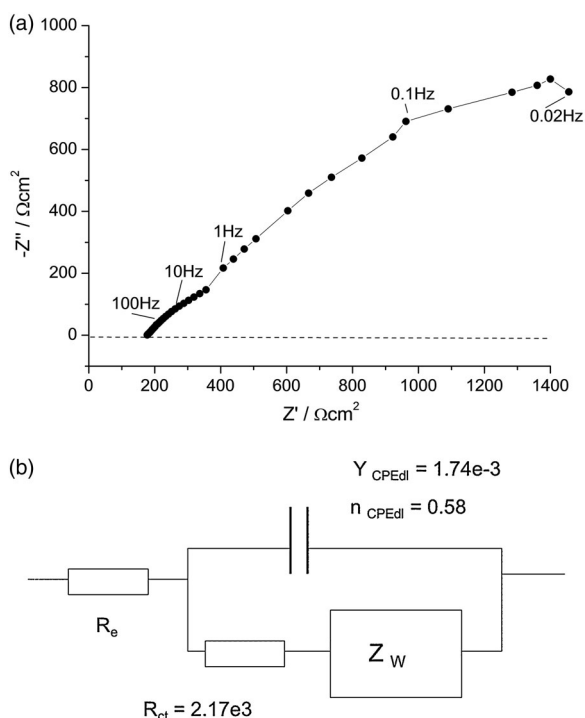 (a)
1000
800
600
400
200
0
-Z'' / Ωcm²
0.1Hz
0.02Hz
1Hz
10Hz
100Hz
0 200 400 600 800 1000 1200 1400
Z' / Ωcm²
(b)
Y CPEdl = 1.74e-3
n CPEdl = 0.58
Re
Z W
Rct = 2.17e3